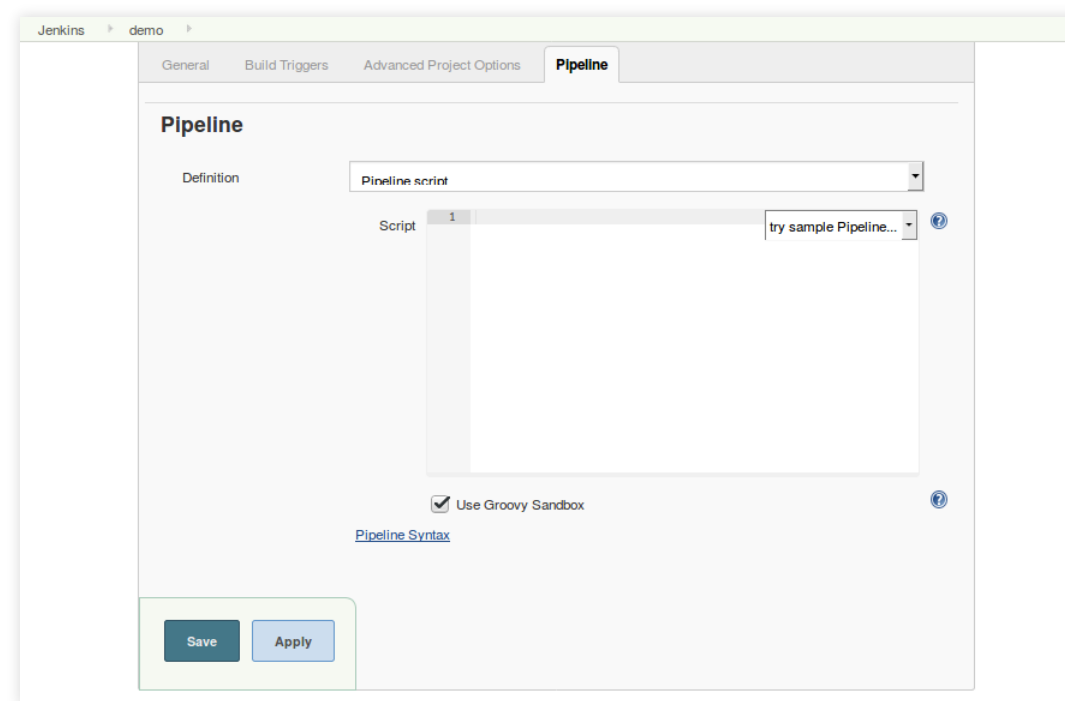 Jenkins demo
General Build Triggers Advanced Project Options Pipeline
Pipeline
Definition Pipeline script
Script 1 try sample Pipeline...
Use Groovy Sandbox
Pipeline Syntax
Save Apply